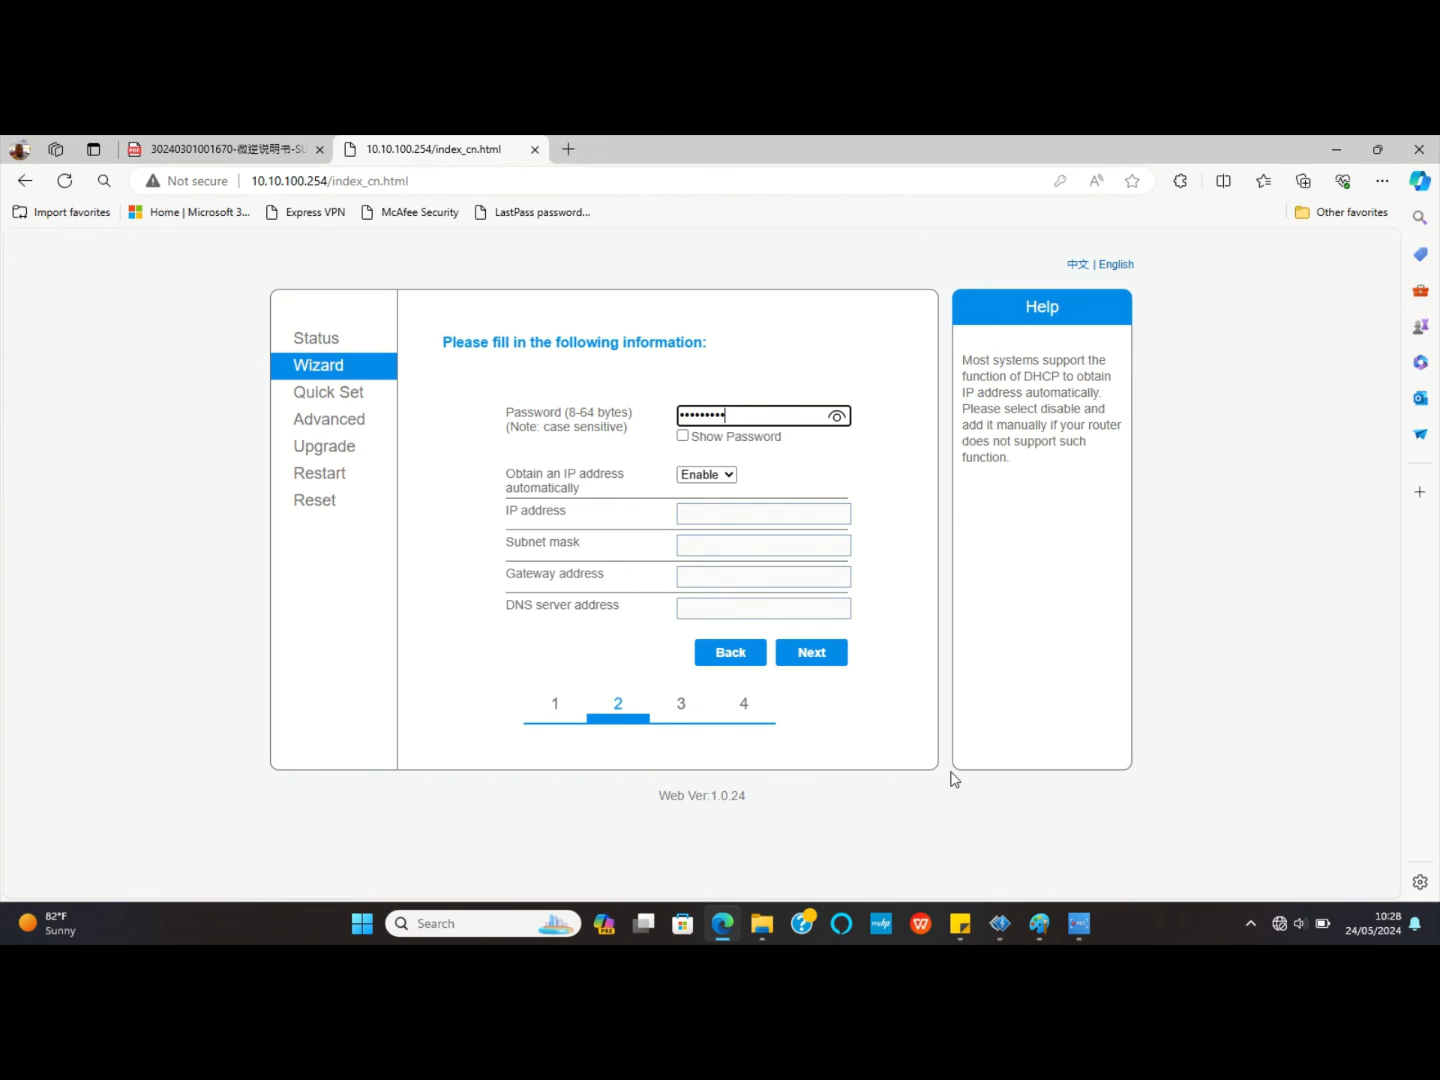 30240301001670-微逆说明书-SU
10.10.100.254/index_cn.html
Not secure
10.10.100.254/index_cn.html
Import favorites
Home | Microsoft 3...
Express VPN
McAfee Security
LastPass password...
Other favorites
中文 | English
Status
Wizard
Quick Set
Advanced
Upgrade
Restart
Reset
Please fill in the following information:
Password (8-64 bytes)
(Note: case sensitive)
•••••••••
Show Password
Obtain an IP address
automatically
Enable
IP address
Subnet mask
Gateway address
DNS server address
Back
Next
1 2 3 4
Help
Most systems support the
function of DHCP to obtain
IP address automatically.
Please select disable and
add it manually if your router
does not support such
function.
Web Ver:1.0.24
82°F
Sunny
Search
10:28
24/05/2024